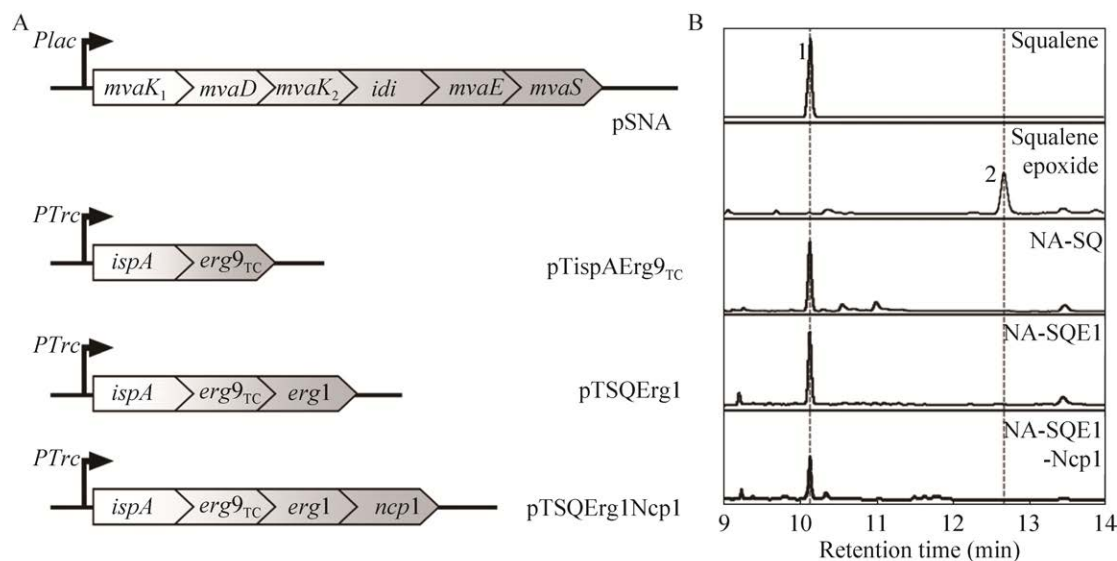 A
Plac
mvaK1 mvaD mvaK2 idi mvaE mvaS
pSNA
PTrc
ispA erg9TC
pTispAErg9TC
PTrc
ispA erg9TC erg1
pTSQErg1
PTrc
ispA erg9TC erg1 ncp1
pTSQErg1Ncp1
B
1
Squalene
2
Squalene
epoxide
NA-SQ
NA-SQE1
NA-SQE1
-Ncp1
9 10 11 12 13 14
Retention time (min)